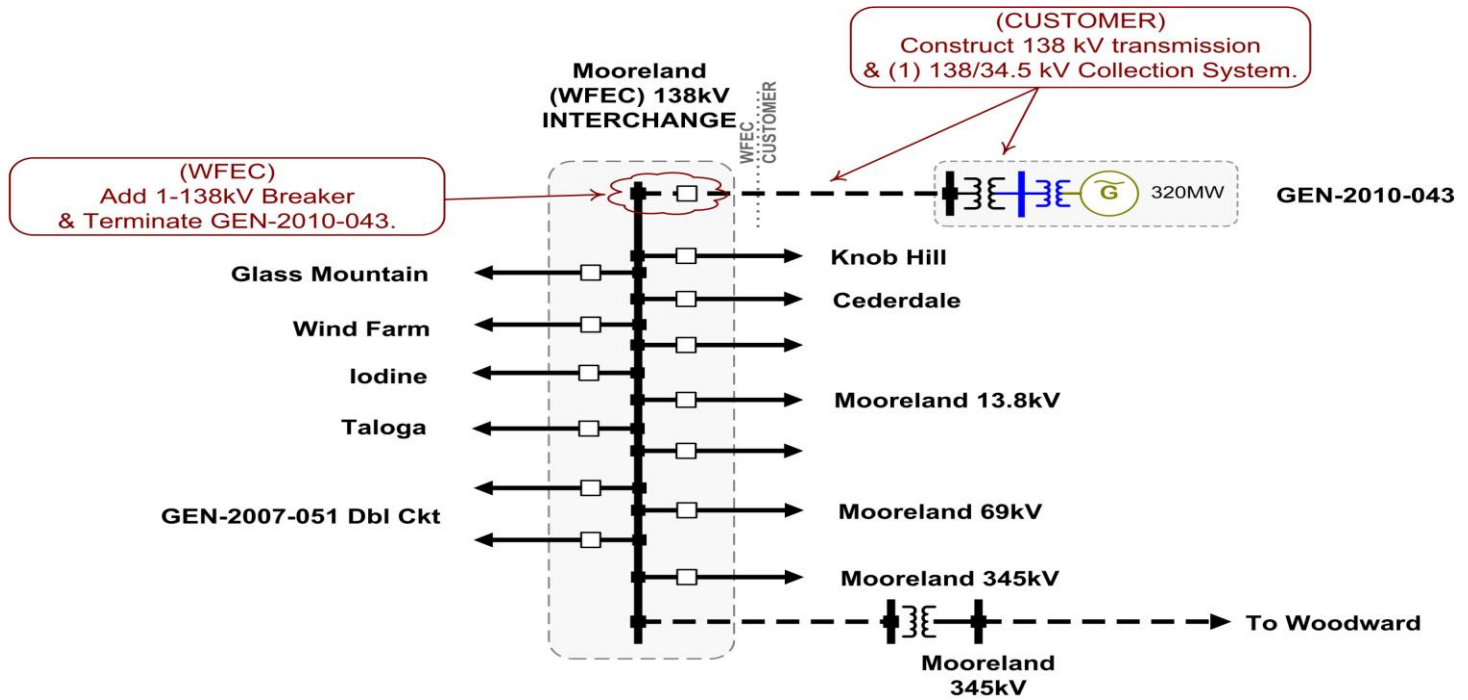 (CUSTOMER)
Construct 138 kV transmission
& (1) 138/34.5 kV Collection System.
Mooreland
(WFEC) 138kV
INTERCHANGE
WFEC
CUSTOMER
(WFEC)
Add 1-138kV Breaker
& Terminate GEN-2010-043.
G
320MW
GEN-2010-043
Knob Hill
Glass Mountain
Cederdale
Wind Farm
Iodine
Mooreland 13.8kV
Taloga
GEN-2007-051 Dbl Ckt
Mooreland 69kV
Mooreland 345kV
To Woodward
Mooreland
345kV